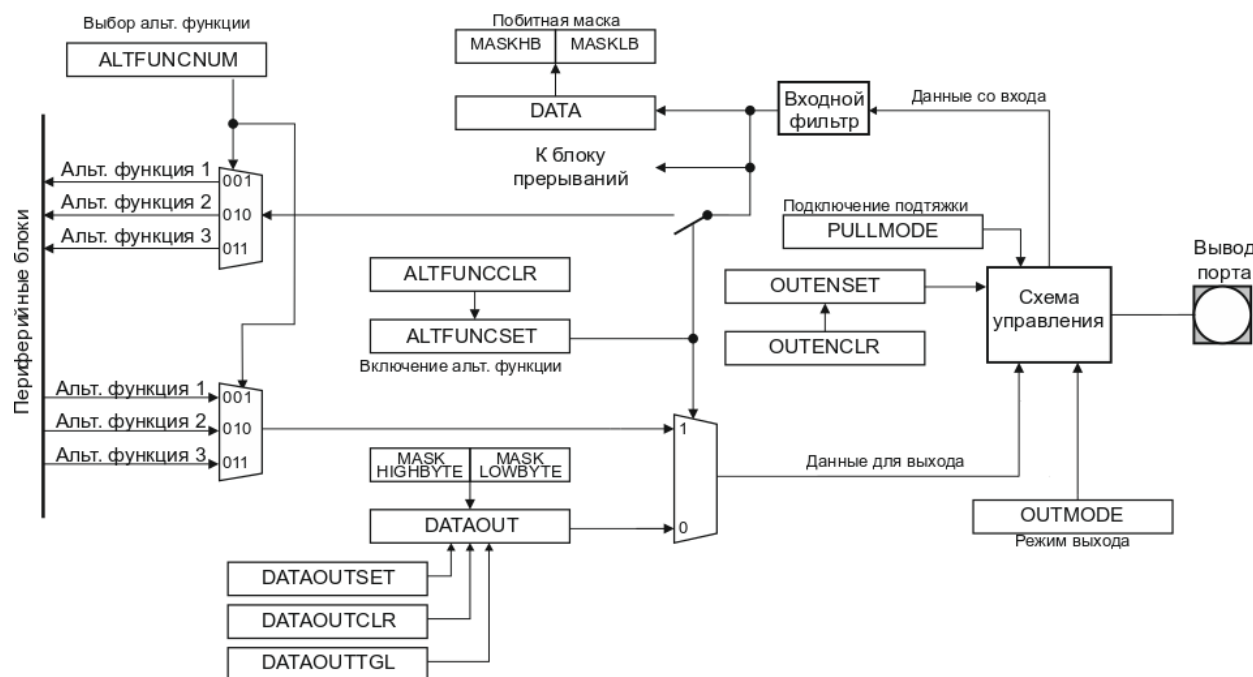 Выбор альт. функции
ALTFUNCNUM
Побитная маска
MASKHB MASKLB
DATA
Входной
фильтр
Данные со входа
К блоку
прерываний
Периферийные блоки
Альт. функция 1
001
Альт. функция 2
010
Альт. функция 3
011
Подключение подтяжки
PULLMODE
ALTFUNCCLR
ALTFUNCSET
Включение альт. функции
OUTENSET
OUTENCLR
Схема
управления
Вывод
порта
Альт. функция 1
001
Альт. функция 2
010
Альт. функция 3
011
1
0
MASK
HIGHBYTE
MASK
LOWBYTE
DATAOUT
Данные для выхода
OUTMODE
Режим выхода
DATAOUTSET
DATAOUTCLR
DATAOUTTGL